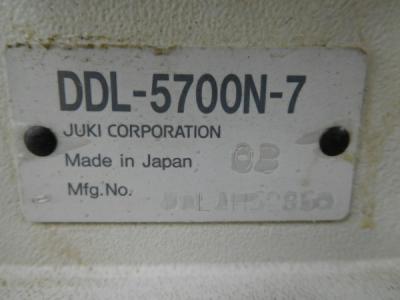 DDL-5700N-7
JUKI CORPORATION
Made in Japan
Mfg.No.